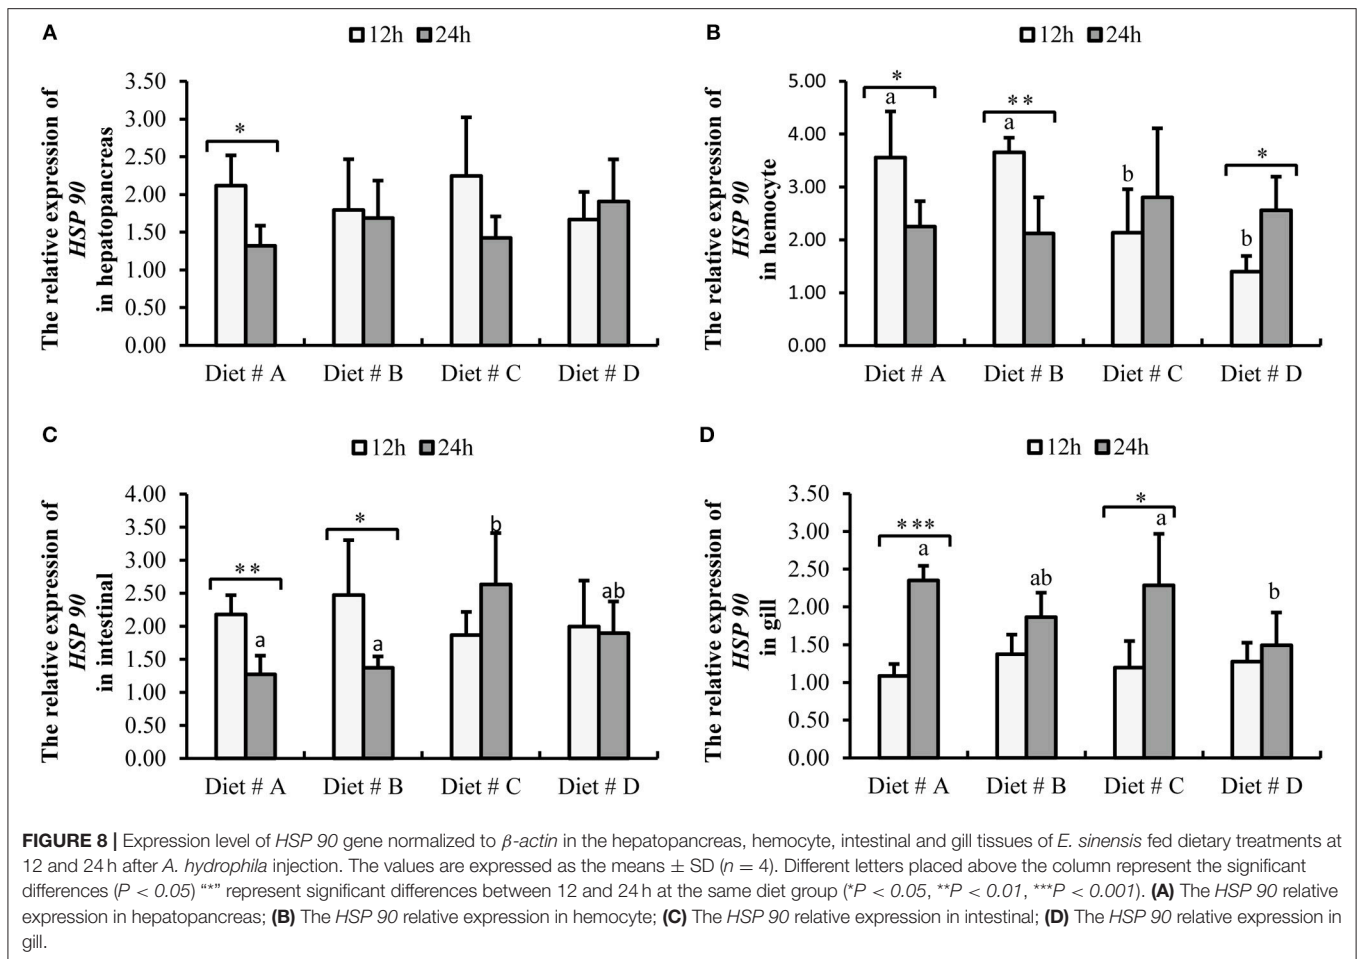 A
12h 24h
The relative expression of
HSP 90
in hepatopancreas
3.50
3.00
2.50
2.00
1.50
1.00
0.50
0.00
*
Diet # A Diet # B Diet # C Diet # D
B
12h 24h
The relative expression of
HSP 90
in hemocyte
5.00
4.00
3.00
2.00
1.00
0.00
*
a
**
a
b
*
b
Diet # A Diet # B Diet # C Diet # D
C
12h 24h
The relative expression of
HSP 90
in intestinal
4.00
3.50
3.00
2.50
2.00
1.50
1.00
0.50
0.00
**
a
*
a
b
ab
Diet # A Diet # B Diet # C Diet # D
D
12h 24h
The relative expression of
HSP 90
in gill
3.50
3.00
2.50
2.00
1.50
1.00
0.50
0.00
***
a
ab
*
a
b
Diet # A Diet # B Diet # C Diet # D
FIGURE 8 | Expression level of HSP 90 gene normalized to β-actin in the hepatopancreas, hemocyte, intestinal and gill tissues of E. sinensis fed dietary treatments at
12 and 24 h after A. hydrophila injection. The values are expressed as the means ± SD (n = 4). Different letters placed above the column represent the significant
differences (P < 0.05) “*” represent significant differences between 12 and 24 h at the same diet group (*P < 0.05, **P < 0.01, ***P < 0.001). (A) The HSP 90 relative
expression in hepatopancreas; (B) The HSP 90 relative expression in hemocyte; (C) The HSP 90 relative expression in intestinal; (D) The HSP 90 relative expression in
gill.